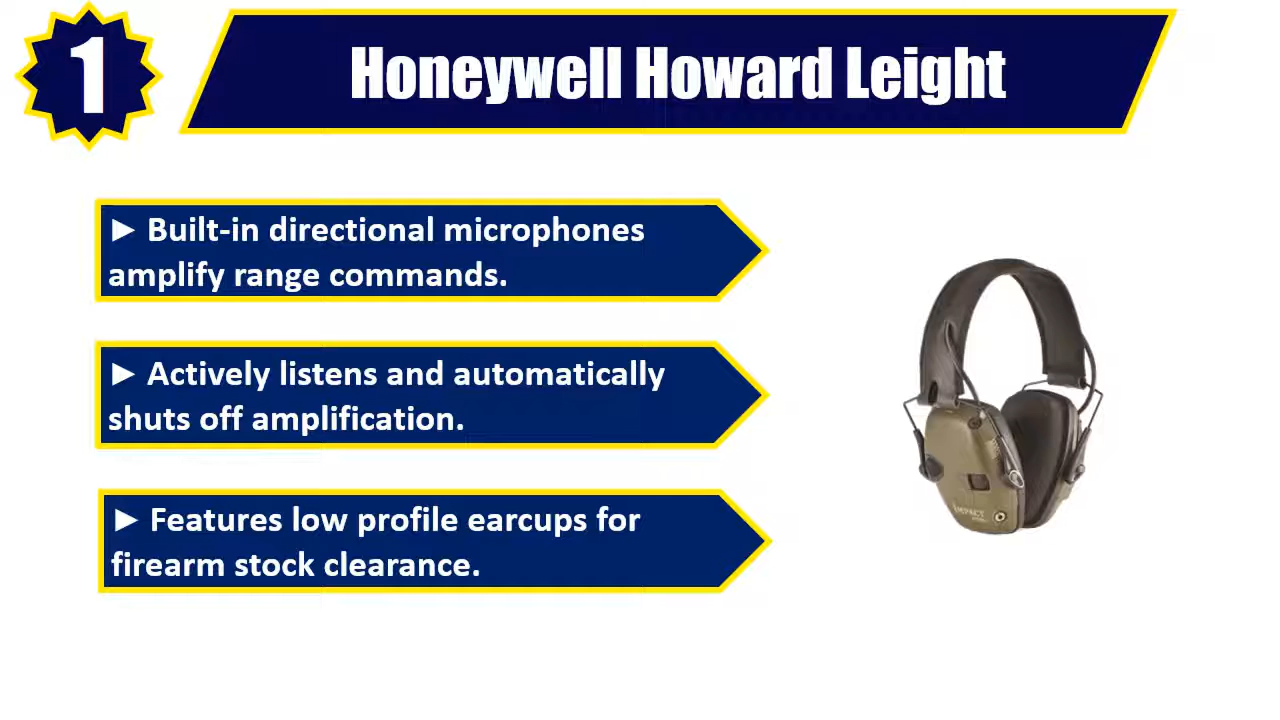 1
Honeywell Howard Leight
► Built-in directional microphones
amplify range commands.
► Actively listens and automatically
shuts off amplification.
► Features low profile earcups for
firearm stock clearance.
IMPACT